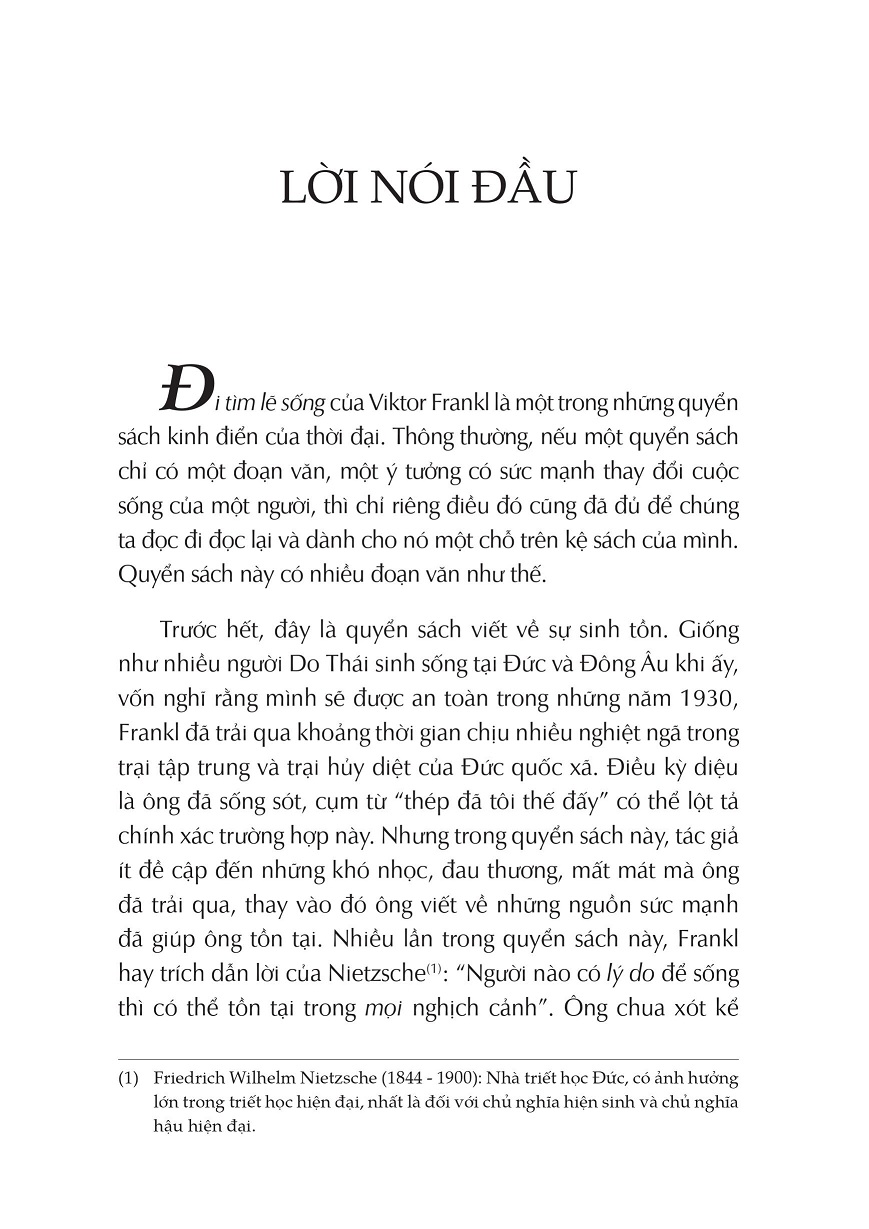 LỜI NÓI ĐẦU
Đi tìm lẽ sống của Viktor Frankl là một trong những quyển
sách kinh điển của thời đại. Thông thường, nếu một quyển sách
chỉ có một đoạn văn, một ý tưởng có sức mạnh thay đổi cuộc
sống của một người, thì chỉ riêng điều đó cũng đã đủ để chúng
ta đọc đi đọc lại và dành cho nó một chỗ trên kệ sách của mình.
Quyển sách này có nhiều đoạn văn như thế.
Trước hết, đây là quyển sách viết về sự sinh tồn. Giống
như nhiều người Do Thái sinh sống tại Đức và Đông Âu khi ấy,
vốn nghĩ rằng mình sẽ được an toàn trong những năm 1930,
Frankl đã trải qua khoảng thời gian chịu nhiều nghiệt ngã trong
trại tập trung và trại hủy diệt của Đức quốc xã. Điều kỳ diệu
là ông đã sống sót, cụm từ “thép đã tôi thế đấy” có thể lột tả
chính xác trường hợp này. Nhưng trong quyển sách này, tác giả
ít đề cập đến những khó nhọc, đau thương, mất mát mà ông
đã trải qua, thay vào đó ông viết về những nguồn sức mạnh
đã giúp ông tồn tại. Nhiều lần trong quyển sách này, Frankl
hay trích dẫn lời của Nietzsche(1): “Người nào có lý do để sống
thì có thể tồn tại trong mọi nghịch cảnh”. Ông chua xót kể
(1) Friedrich Wilhelm Nietzsche (1844 - 1900): Nhà triết học Đức, có ảnh hưởng
lớn trong triết học hiện đại, nhất là đối với chủ nghĩa hiện sinh và chủ nghĩa
hậu hiện đại.